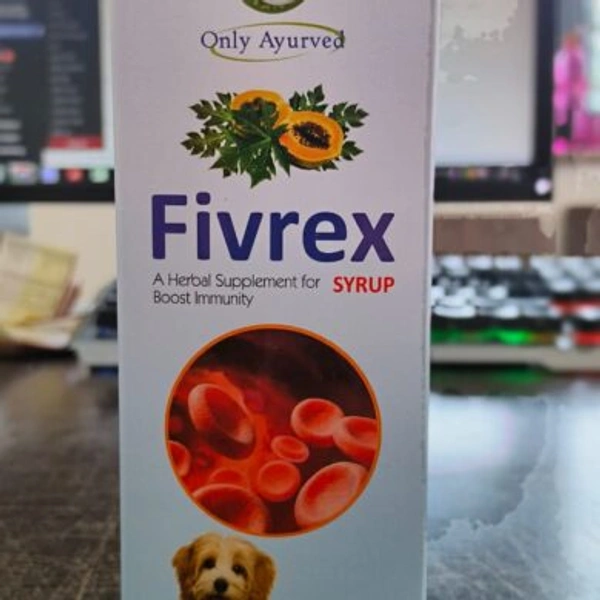 Only Ayurved
Fivrex
A Herbal Supplement for SYRUP
Boost Immunity